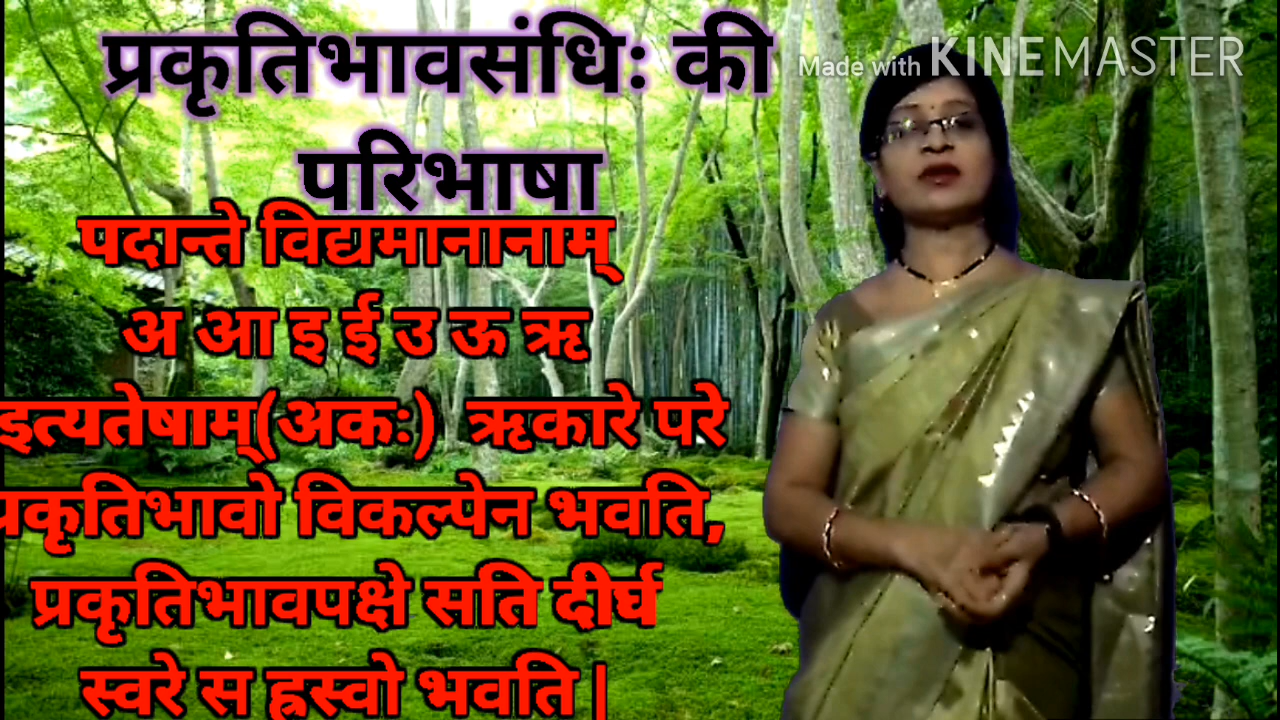 प्रकृतिभावसंधिः की
Made with KINEMASTER
परिभाषा
पदान्ते विद्यमानानाम्
अ आ इ ई उ ऊ ऋ
इत्यतेषाम्(अकः) ऋकारे परे
प्रकृतिभावो विकल्पेन भवति,
प्रकृतिभावपक्षे सति दीर्घ
स्वरे स ह्रस्वो भवति |